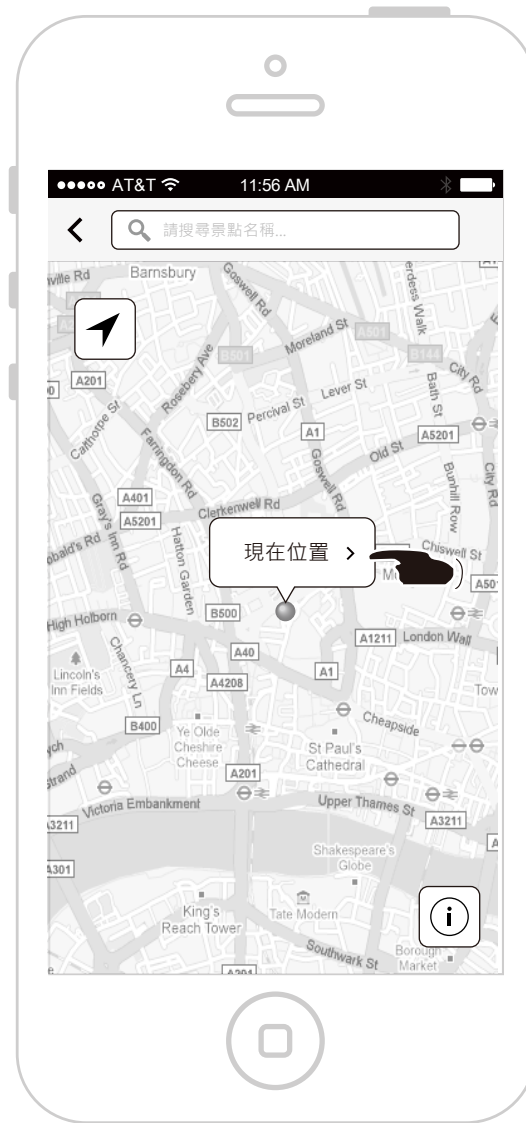 AT&T
11:56 AM
請搜尋景點名稱...
ville Rd
Barnsbury
Goswell Rd
erdess Walk
Moreland St
A501
B501
B144
City Rd
A201
Rosebery Ave
Lever St
Bath St
Percival St
B502
A1
A5201
Calthorpe St
Farringdon Rd
Goswell Rd
Old St
Bunhill Row
City Rd
A401
Clerkenwell Rd
A5201
Gray's Inn Rd
Hatton Garden
obald's Rd
現在位置
Chiswell St
A50
High Holborn
B500
A1211
London Wall
A40
Lincoln's
Inn Fields
Chancery Ln
A4
A4208
A1
Tow
B400
Cheapside
Ye Olde
Cheshire
Cheese
St Paul's
Cathedral
ych
Strand
A201
Victoria Embankment
Upper Thames St
A3211
A3211
Shakespeare's
Globe
A301
King's
Reach Tower
Tate Modern
i
Southwark St
Borough
Market
A201